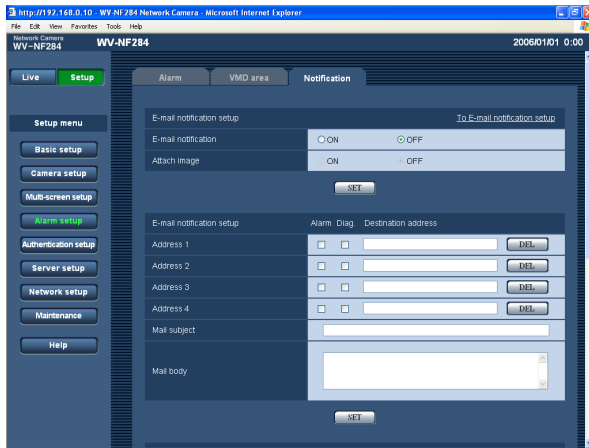 http://192.168.0.10 - WV-NF284 Network Camera - Microsoft Internet Explorer
File Edit View Favorites Tools Help
Network Camera
WV-NF284
WV-NF284
2006/01/01 0:00
Live Setup
Alarm VMD area Notification
Setup menu
Basic setup
Camera setup
Multi-screen setup
Alarm setup
Authentication setup
Server setup
Network setup
Maintenance
Help
E-mail notification setup To E-mail notification setup
E-mail notification ON OFF
Attach image ON OFF
SET
E-mail notification setup Alarm Diag. Destination address
Address 1 DEL
Address 2 DEL
Address 3 DEL
Address 4 DEL
Mail subject
Mail body
SET